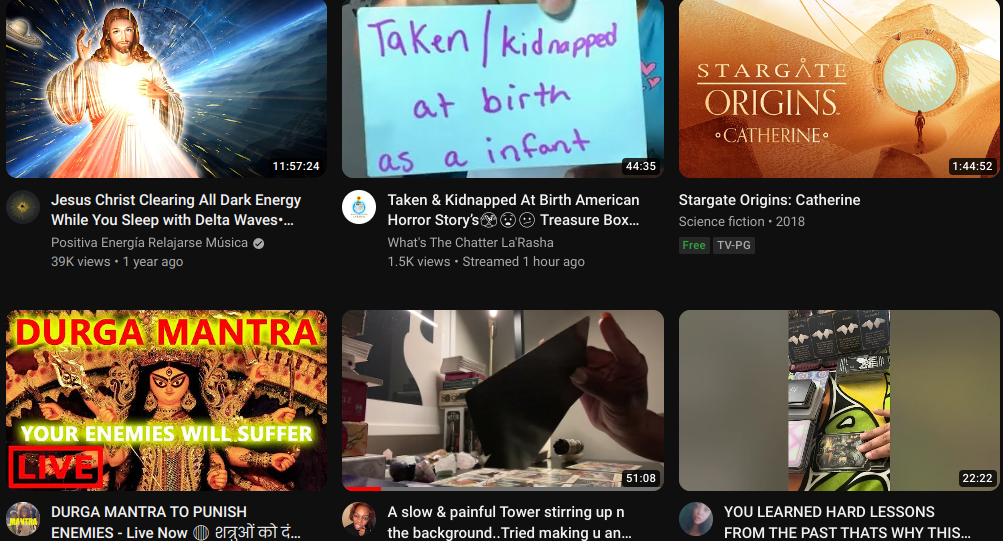 11:57:24
Taken / kidnapped
at birth
as a infant
44:35
STARGATE
ORIGINS
CATHERINE
1:44:52
Jesus Christ Clearing All Dark Energy
While You Sleep with Delta Waves•...
Positiva Energía Relajarse Música
39K views • 1 year ago
Taken & Kidnapped At Birth American
Horror Story's Treasure Box...
What's The Chatter La'Rasha
1.5K views • Streamed 1 hour ago
Stargate Origins: Catherine
Science fiction • 2018
Free TV-PG
DURGA MANTRA
YOUR ENEMIES WILL SUFFER
LIVE
51:08
22:22
MANTRA
DURGA MANTRA TO PUNISH
ENEMIES - Live Now शत्रुओं को दं...
A slow & painful Tower stirring up n
the background..Tried making u an...
YOU LEARNED HARD LESSONS
FROM THE PAST THATS WHY THIS...